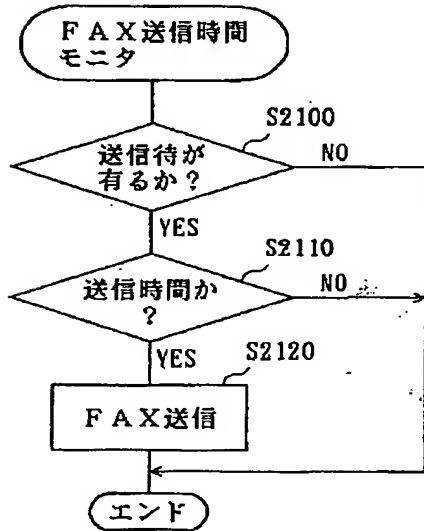 FAX送信時間
モニタ
S2100
送信待が
有るか?
NO
YES
S2110
送信時間か
?
NO
YES
S2120
FAX送信
エンド